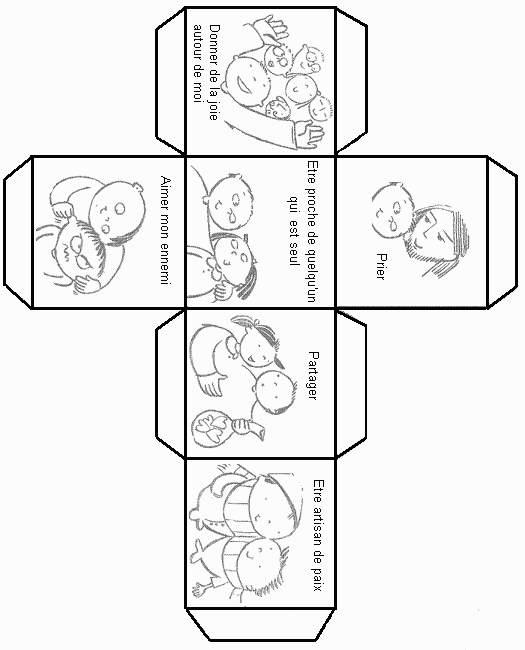 Donner de la joie
autour de moi
Aimer mon ennemi
Etre proche de quelqu'un
qui est seul
Prier
Partager
Etre artisan de paix